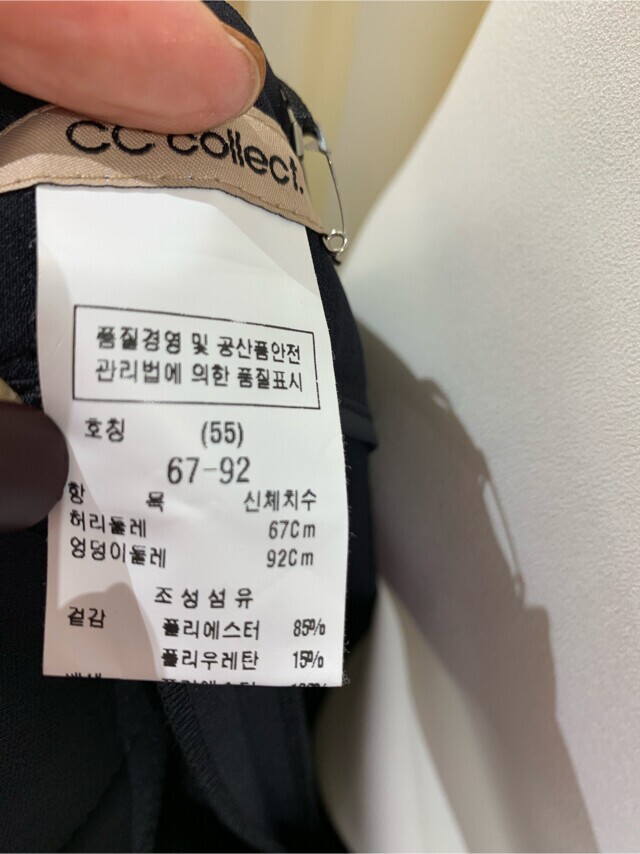 CC collect.
품질경영 및 공산품안전
관리법에 의한 품질표시
호칭 (55)
67-92
항 목 신체치수
허리둘레 67Cm
엉덩이둘레 92Cm
조성섬유
겉감 폴리에스터 85%
폴리우레탄 15%